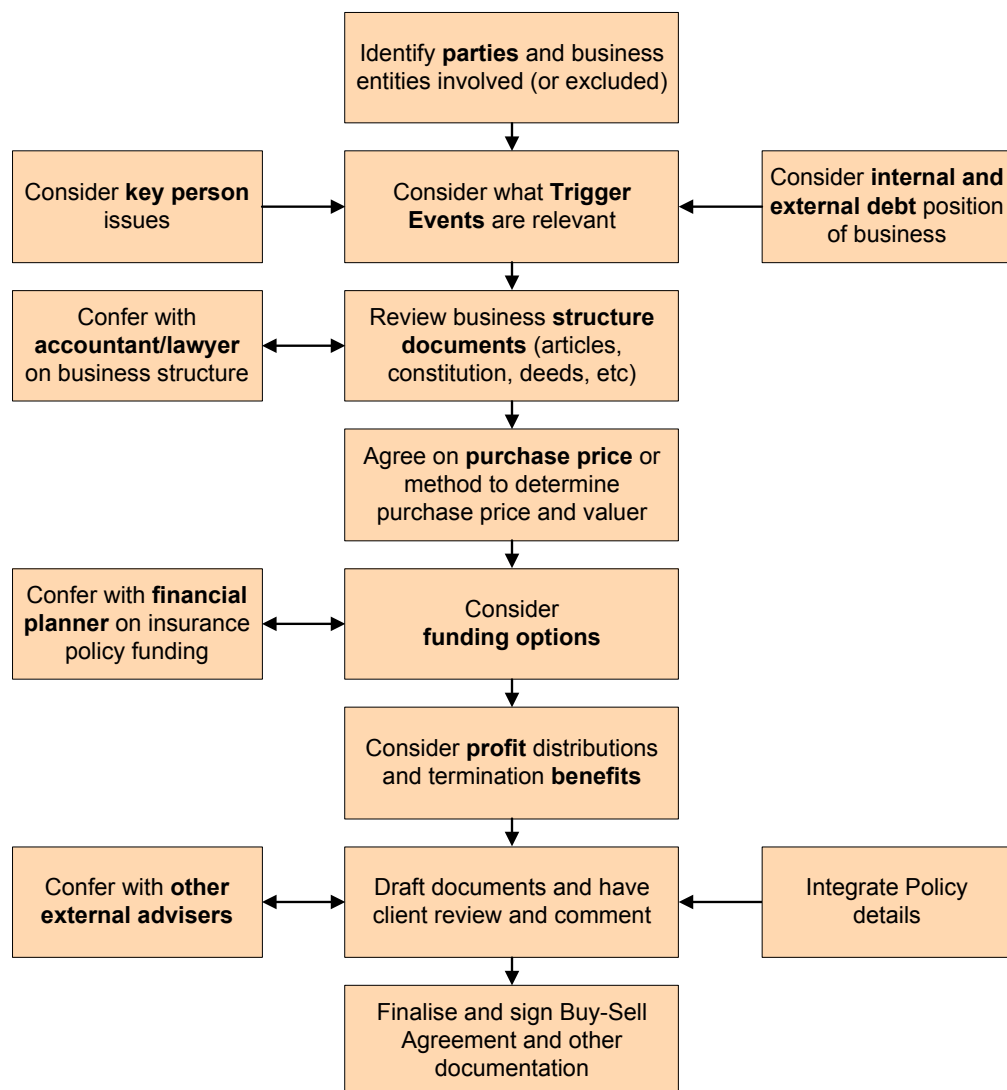 Identify parties and business
entities involved (or excluded)
Consider key person
issues
Consider what Trigger
Events are relevant
Consider internal and
external debt position
of business
Confer with
accountant/lawyer
on business structure
Review business structure
documents (articles,
constitution, deeds, etc)
Agree on purchase price or
method to determine
purchase price and valuer
Confer with financial
planner on insurance
policy funding
Consider
funding options
Consider profit distributions
and termination benefits
Confer with other
external advisers
Draft documents and have
client review and comment
Integrate Policy
details
Finalise and sign Buy-Sell
Agreement and other
documentation